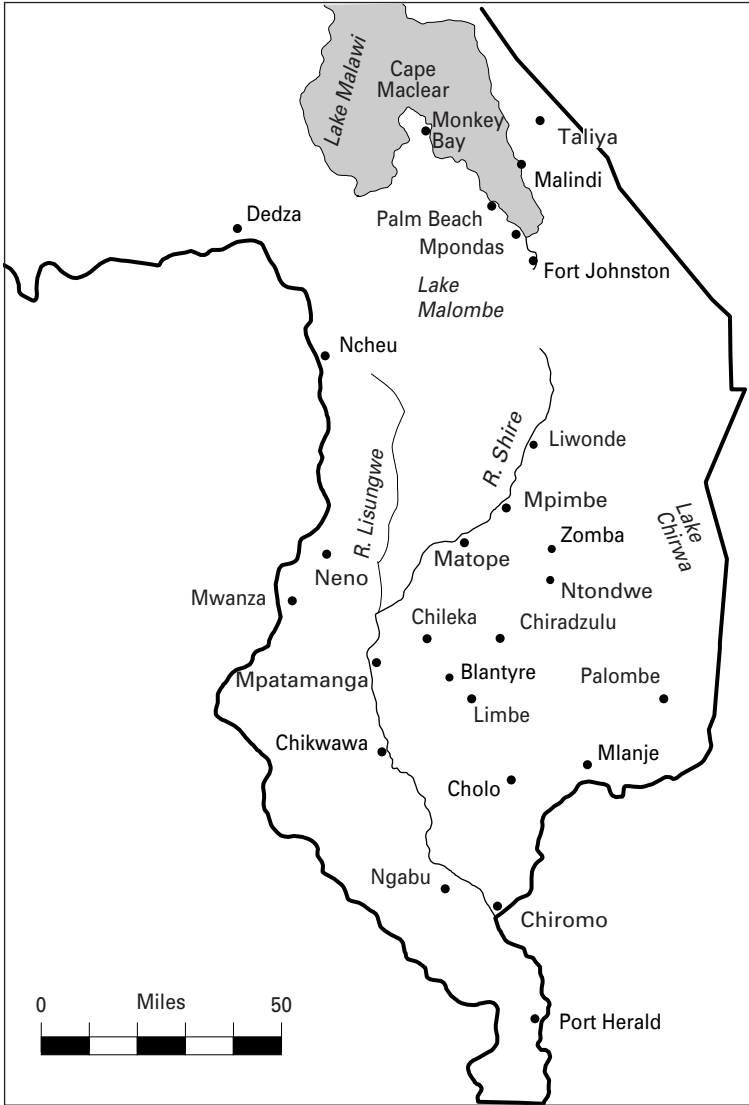 Lake Malawi
Cape
Maclear
Monkey
Bay
Taliya
Malindi
Dedza
Palm Beach
Mpondas
Fort Johnston
Lake
Malombe
Ncheu
R. Lisungwe
R. Shire
Liwonde
Mpimbe
Lake
Chirwa
Zomba
Matope
Neno
Ntondwe
Mwanza
Chileka
Chiradzulu
Mpatamanga
Blantyre
Palombe
Limbe
Chikwawa
Mlanje
Cholo
Ngabu
Chiromo
0 Miles 50
Port Herald